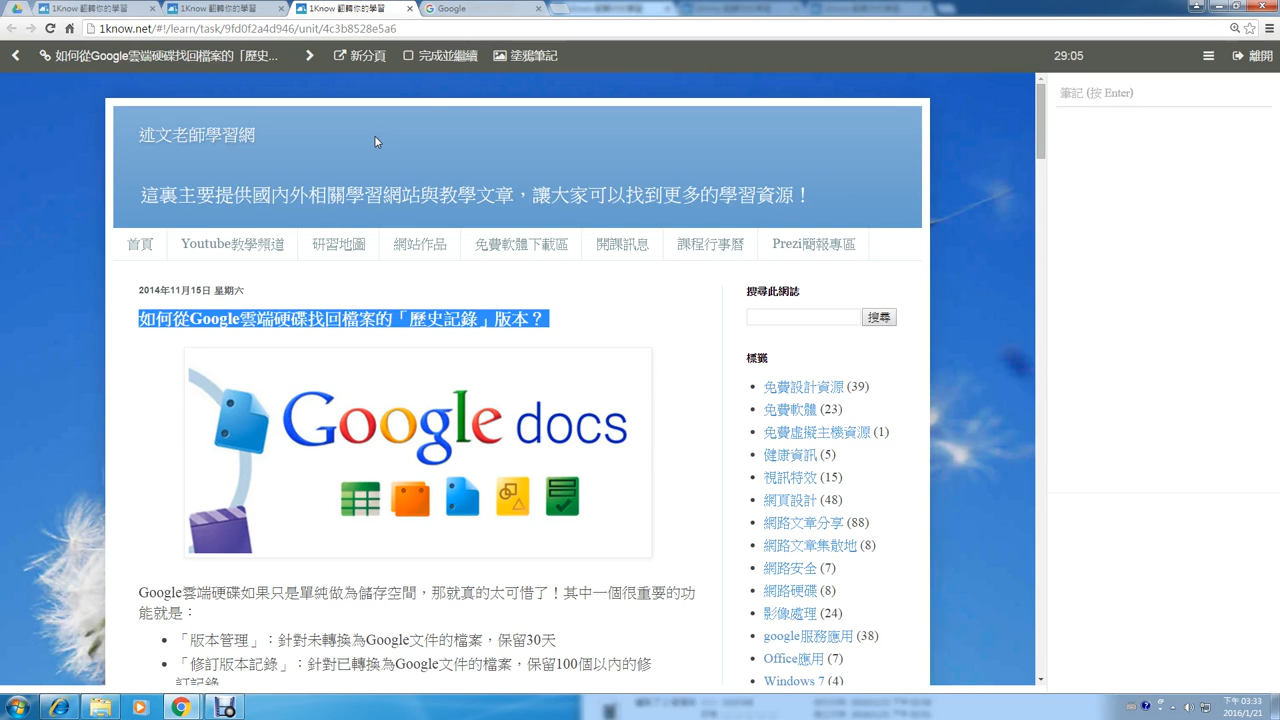 1Know 翻轉你的學習
1Know 翻轉你的學習
1Know 翻轉你的學習
Google
1know.net/#!/learn/task/9fd0f2a4d946/unit/4c3b8528e5a6
如何從Google雲端硬碟找回檔案的「歷史...
新分頁
完成並繼續
塗鴉筆記
29:05
離開
筆記 (按 Enter)
述文老師學習網
這裏主要提供國內外相關學習網站與教學文章，讓大家可以找到更多的學習資源！
首頁
Youtube教學頻道
研習地圖
網站作品
免費軟體下載區
開課訊息
課程行事曆
Prezi簡報專區
2014年11月15日 星期六
如何從Google雲端硬碟找回檔案的「歷史記錄」版本？
Google docs
Google雲端硬碟如果只是單純做為儲存空間，那就真的太可惜了！其中一個很重要的功
能就是：
「版本管理」：針對未轉換為Google文件的檔案，保留30天
「修訂版本記錄」：針對已轉換為Google文件的檔案，保留100個以內的修
訂記錄
搜尋此網誌
搜尋
標籤
免費設計資源 (39)
免費軟體 (23)
免費虛擬主機資源 (1)
健康資訊 (5)
視訊特效 (15)
網頁設計 (48)
網路文章分享 (88)
網路文章集散地 (8)
網路安全 (7)
網路硬碟 (8)
影像處理 (24)
google服務應用 (38)
Office應用 (7)
Windows 7 (4)
下午 03:33
2016/1/21